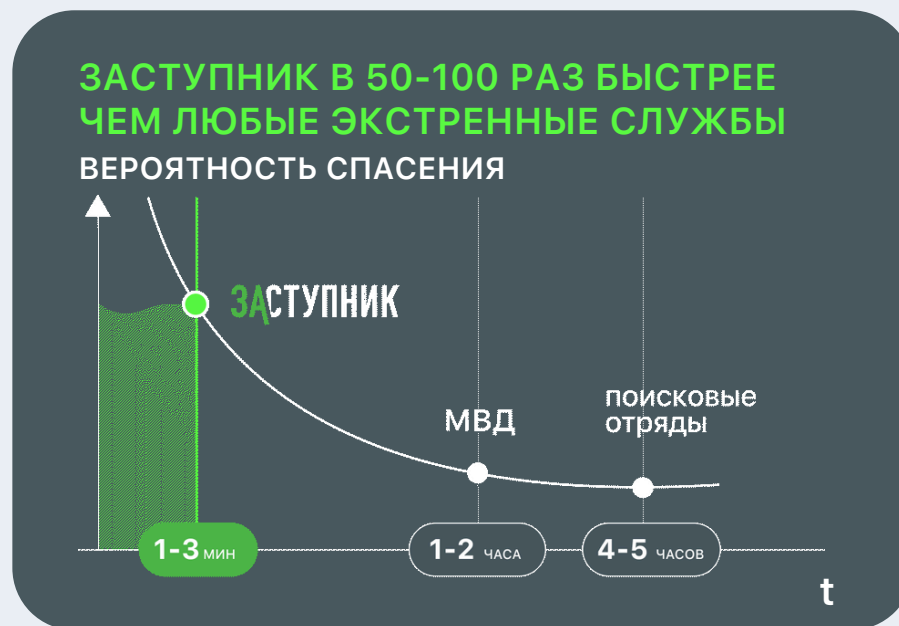 ЗАСТУПНИК В 50-100 РАЗ БЫСТРЕЕ
ЧЕМ ЛЮБЫЕ ЭКСТРЕННЫЕ СЛУЖБЫ
ВЕРОЯТНОСТЬ СПАСЕНИЯ
ЗАСТУПНИК
МВД
поисковые
отряды
1-3 МИН
1-2 ЧАСА
4-5 ЧАСОВ
t